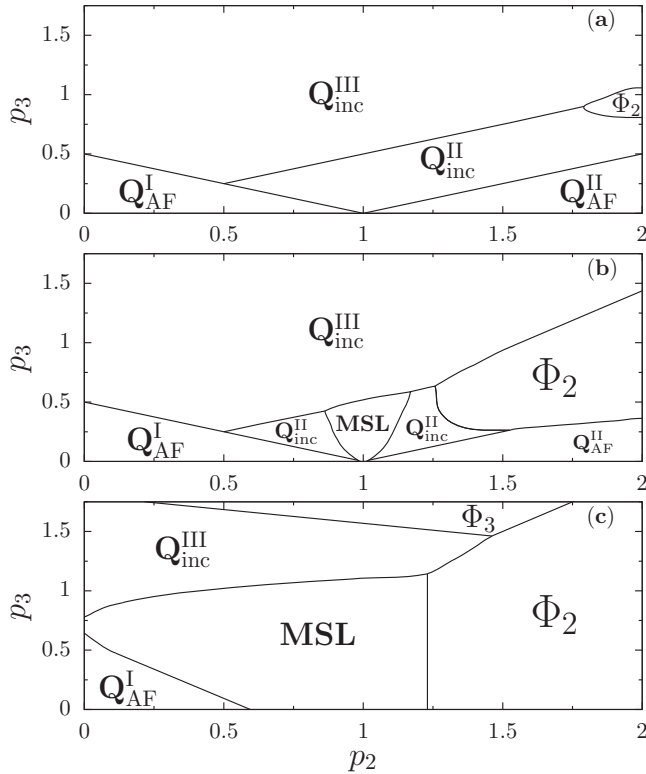 (a)
p₃
1.5
1
0.5
0
Q^III_inc
Φ₂
Q^II_inc
Q^I_AF
Q^II_AF
0 0.5 1 1.5 2
(b)
p₃
1.5
1
0.5
0
Q^III_inc
Φ₂
MSL
Q^II_inc
Q^II_inc
Q^I_AF
Q^II_AF
0 0.5 1 1.5 2
(c)
p₃
1.5
1
0.5
0
Φ₃
Q^III_inc
Φ₂
MSL
Q^I_AF
0 0.5 1 1.5 2
p₂